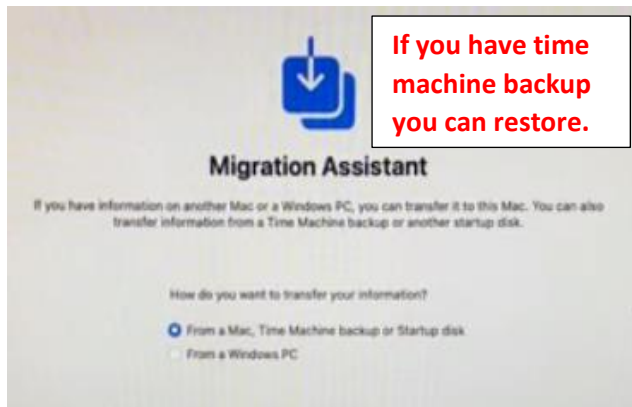 If you have time
machine backup
you can restore.
Migration Assistant
If you have information on another Mac or a Windows PC, you can transfer it to this Mac. You can also
transfer information from a Time Machine backup or another startup disk.
How do you want to transfer your information?
From a Mac, Time Machine backup or Startup disk
From a Windows PC